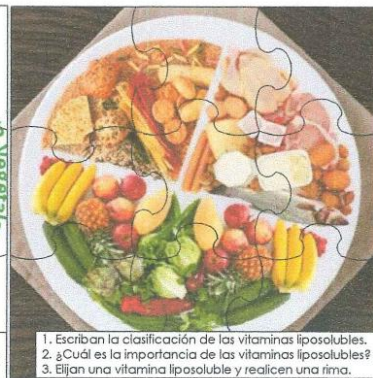 1. Escriban la clasificación de las vitaminas liposolubles.
2. ¿Cuál es la importancia de las vitaminas liposolubles?
3. Elijan una vitamina liposoluble y realicen una rima.